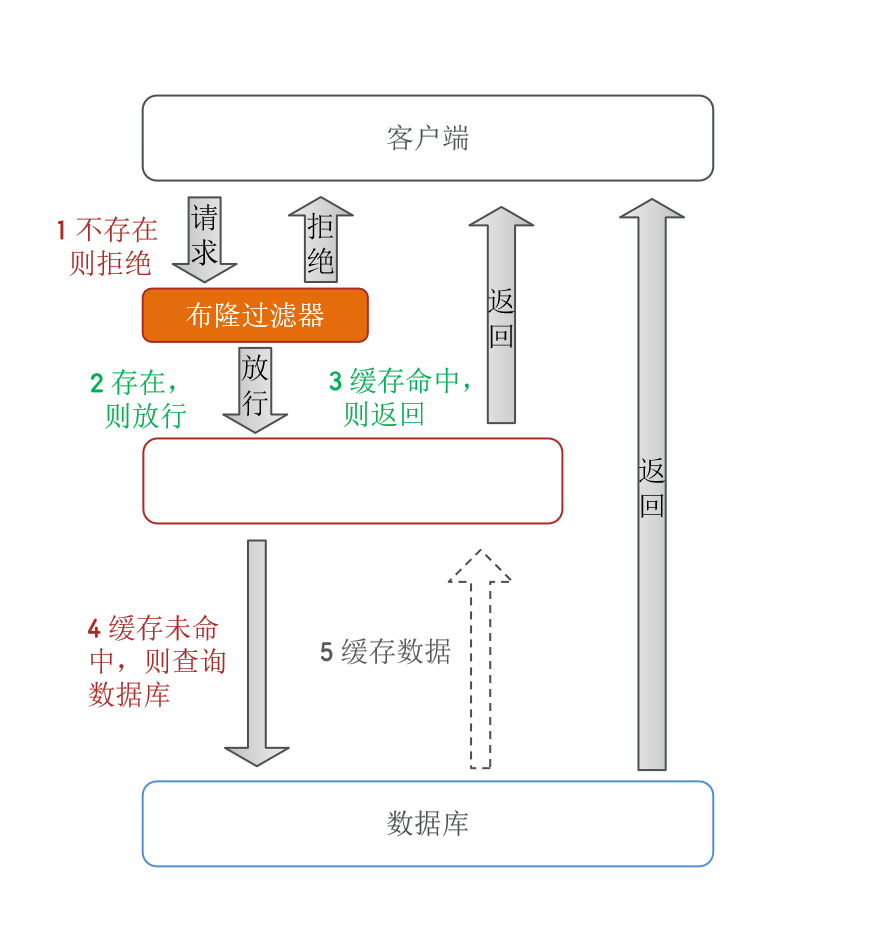 客户端
请
求
拒
绝
1 不存在
则拒绝
布隆过滤器
返
回
放
行
2 存在，
则放行
3 缓存命中，
则返回
返
回
4 缓存未命
中，则查询
数据库
5 缓存数据
数据库